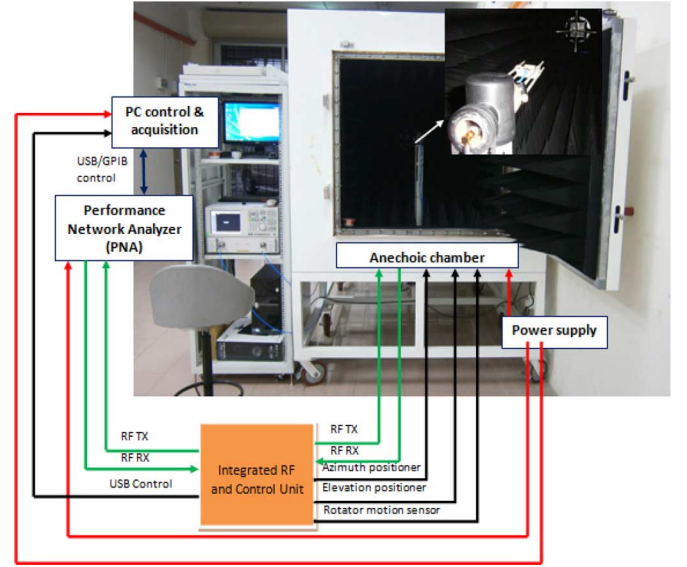 PC control &
acquisition
USB/GPIB
control
Performance
Network Analyzer
(PNA)
Anechoic chamber
Power supply
RF TX
RF RX
USB Control
Integrated RF
and Control Unit
RF TX
RF RX
Azimuth positioner
Elevation positioner
Rotator motion sensor